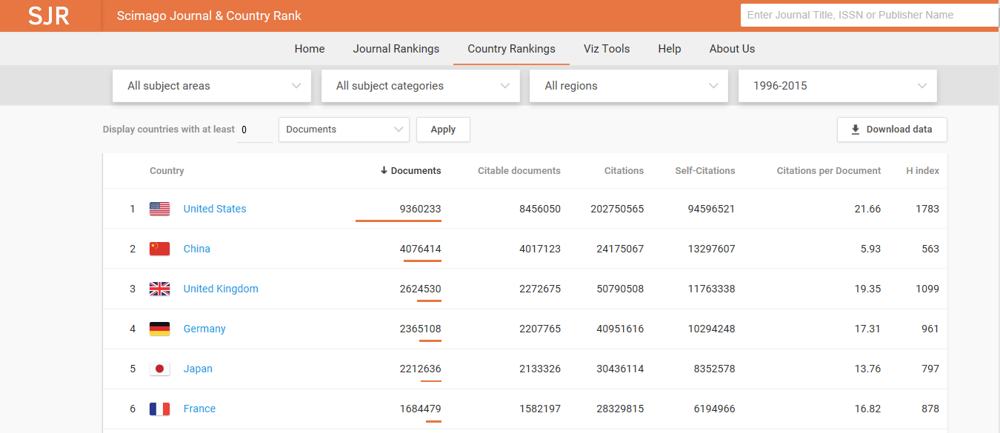 SJR Scimago Journal & Country Rank Enter Journal Title, ISSN or Publisher Name
Home Journal Rankings Country Rankings Viz Tools Help About Us
All subject areas All subject categories All regions 1996-2015
Display countries with at least 0 Documents Apply Download data
Country Documents Citable documents Citations Self-Citations Citations per Document H index
1 United States 9360233 8456050 202750565 94596521 21.66 1783
2 China 4076414 4017123 24175067 13297607 5.93 563
3 United Kingdom 2624530 2272675 50790508 11763338 19.35 1099
4 Germany 2365108 2207765 40951616 10294248 17.31 961
5 Japan 2212636 2133326 30436114 8352578 13.76 797
6 France 1684479 1582197 28329815 6194966 16.82 878